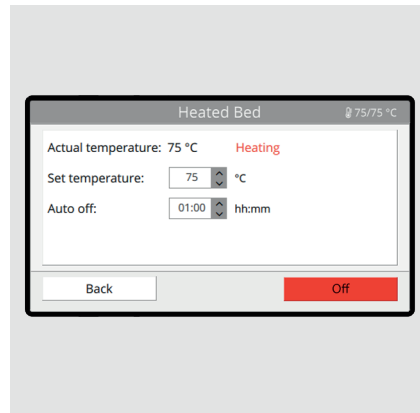 Heated Bed 75/75 °C
Actual temperature: 75 °C Heating
Set temperature: 75 °C
Auto off: 01:00 hh:mm
Back Off